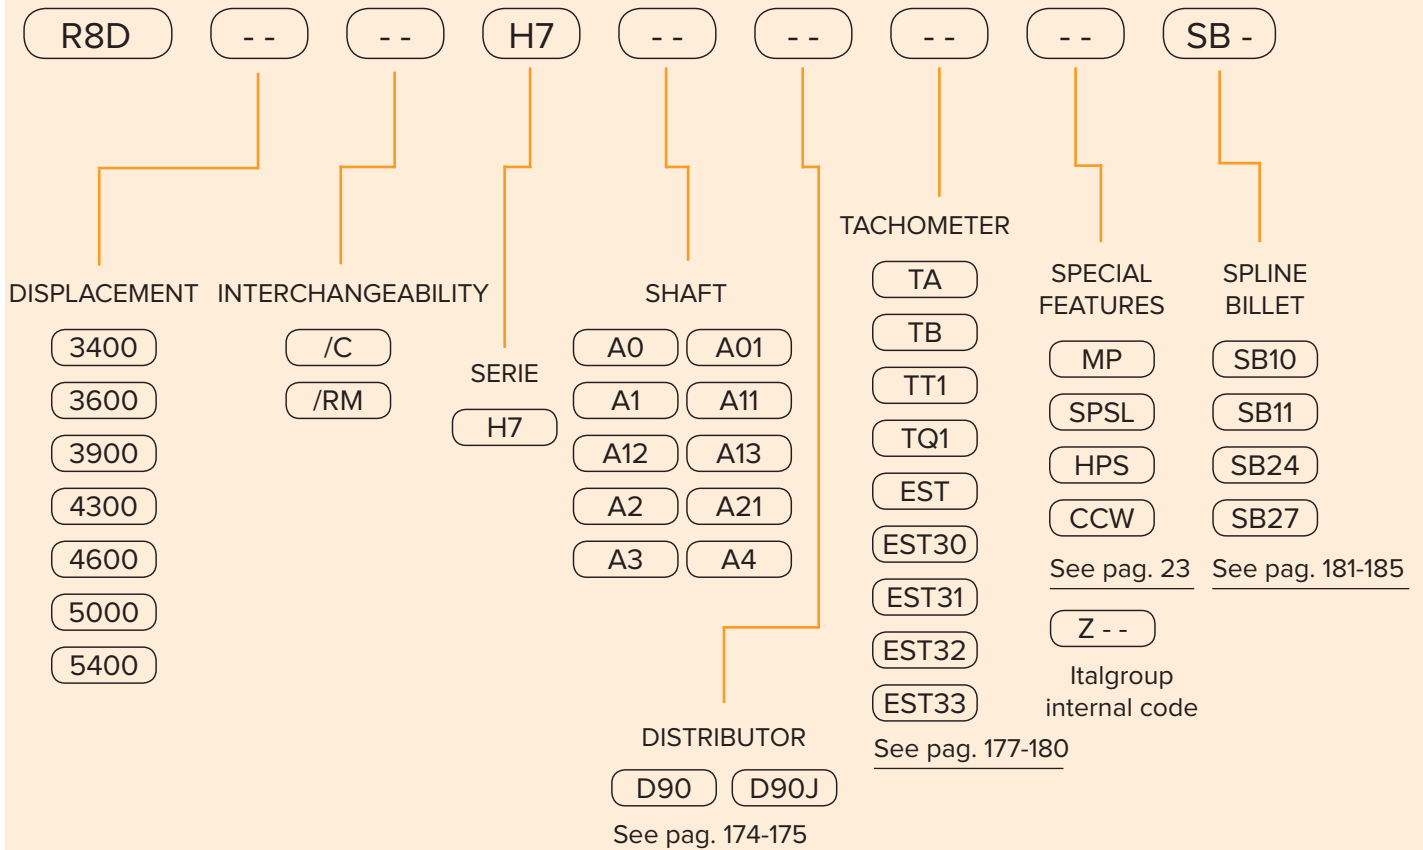 R8D - - - - H7 - - - - - - - - SB -
DISPLACEMENT
3400
3600
3900
4300
4600
5000
5400
INTERCHANGEABILITY
/C
/RM
SERIE
H7
SHAFT
A0 A01
A1 A11
A12 A13
A2 A21
A3 A4
DISTRIBUTOR
D90 D90J
See pag. 174-175
TACHOMETER
TA
TB
TT1
TQ1
EST
EST30
EST31
EST32
EST33
See pag. 177-180
SPECIAL
FEATURES
MP
SPSL
HPS
CCW
See pag. 23
Z - -
Italgroup
internal code
SPLINE
BILLET
SB10
SB11
SB24
SB27
See pag. 181-185